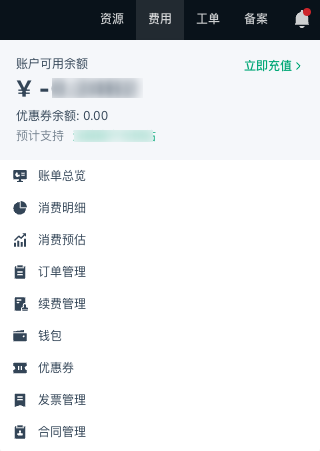 资源 费用 工单 备案
账户可用余额 立即充值
¥ -
优惠券余额: 0.00
预计支持
账单总览
消费明细
消费预估
订单管理
续费管理
钱包
优惠券
发票管理
合同管理